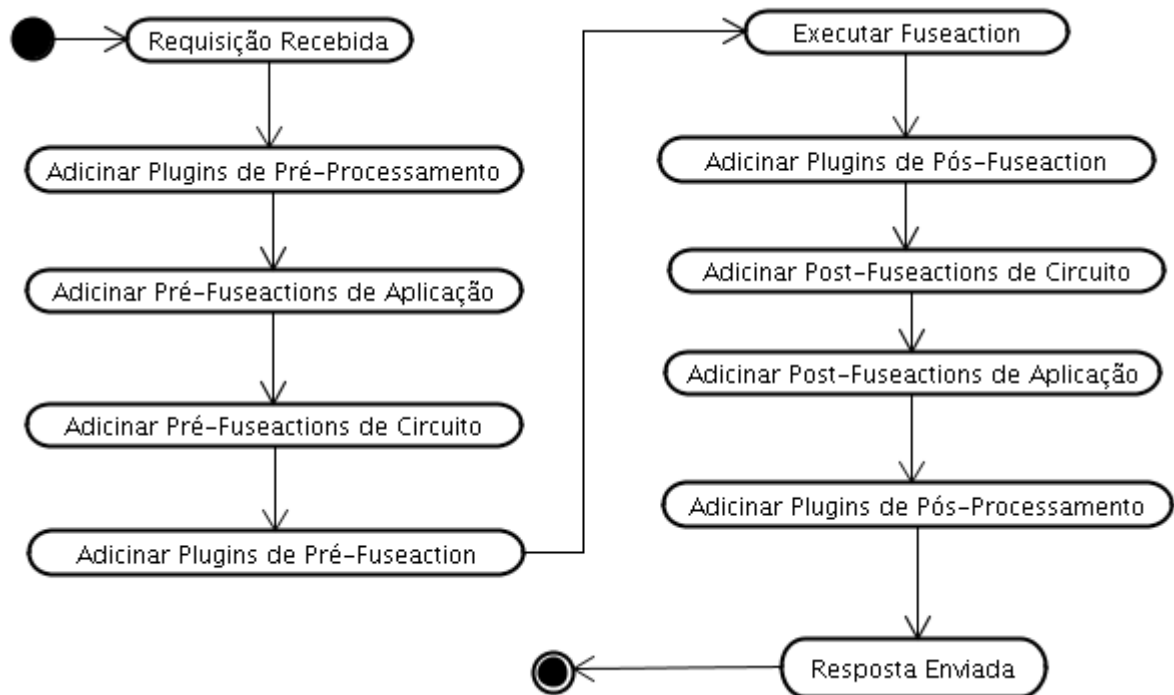 Requisição Recebida
Adicinar Plugins de Pré-Processamento
Adicinar Pré-Fuseactions de Aplicação
Adicinar Pré-Fuseactions de Circuito
Adicinar Plugins de Pré-Fuseaction
Executar Fuseaction
Adicinar Plugins de Pós-Fuseaction
Adicinar Post-Fuseactions de Circuito
Adicinar Post-Fuseactions de Aplicação
Adicinar Plugins de Pós-Processamento
Resposta Enviada